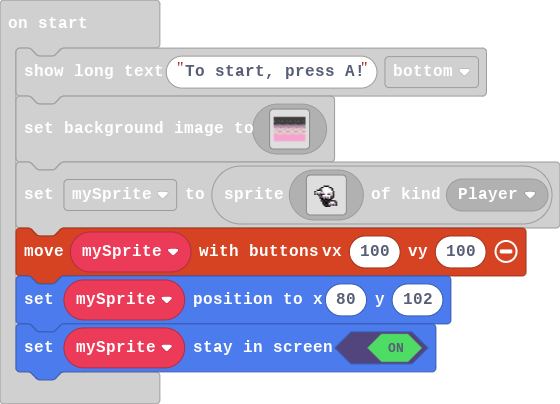 on start
show long text "To start, press A!" bottom
set background image to
set mySprite to sprite of kind Player
move mySprite with buttons vx 100 vy 100
set mySprite position to x 80 y 102
set mySprite stay in screen ON